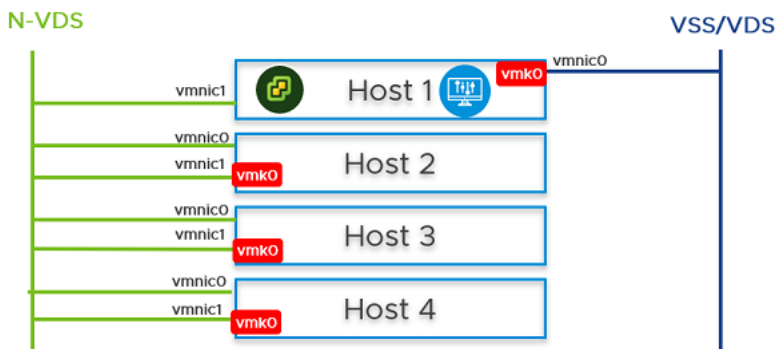 N-VDS
VSS/VDS
vmnic0
vmk0
vmnic1
Host 1
vmnic0
vmnic1
vmk0
Host 2
vmnic0
vmnic1
vmk0
Host 3
vmnic0
vmnic1
vmk0
Host 4